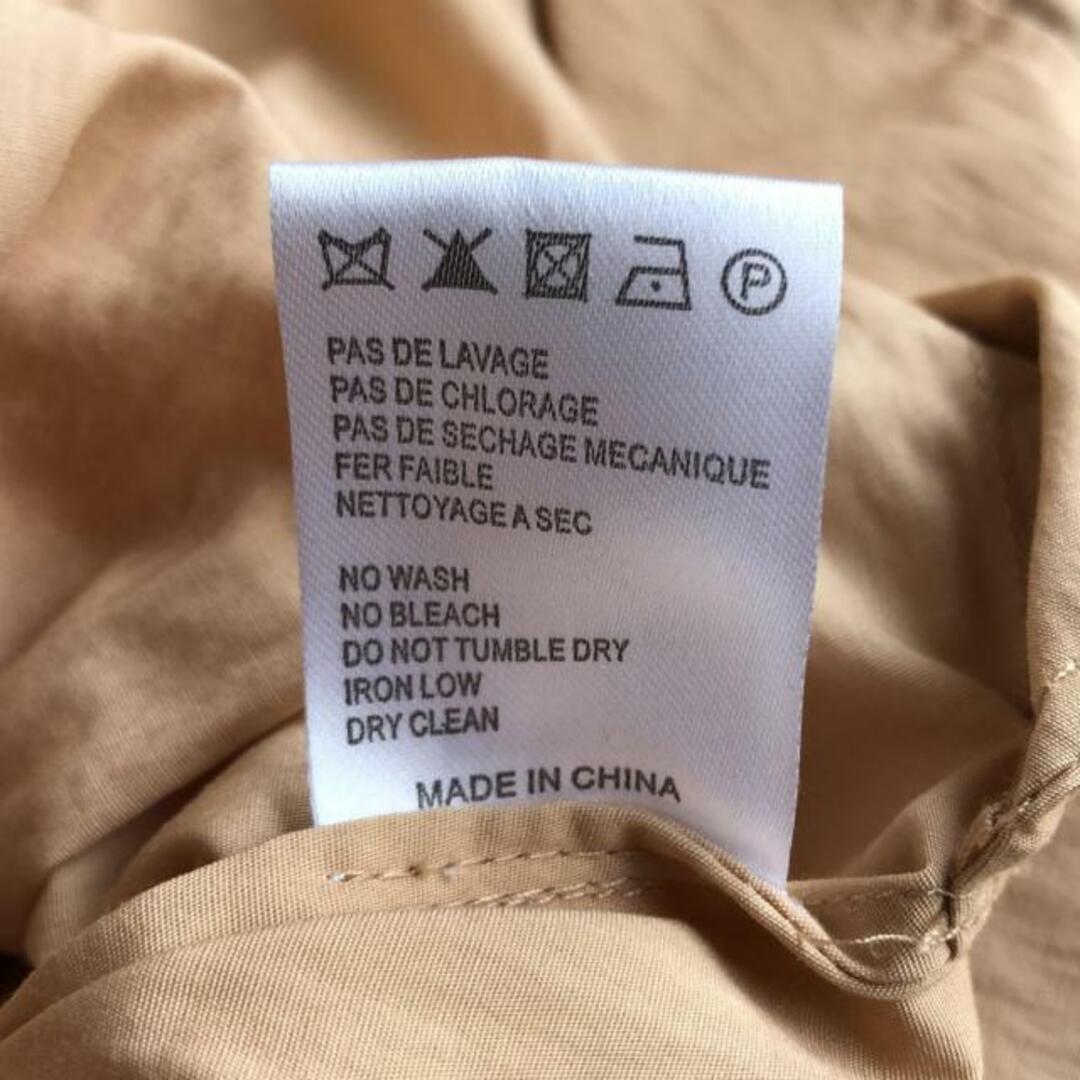 P
PAS DE LAVAGE
PAS DE CHLORAGE
PAS DE SECHAGE MECANIQUE
FER FAIBLE
NETTOYAGE A SEC
NO WASH
NO BLEACH
DO NOT TUMBLE DRY
IRON LOW
DRY CLEAN
MADE IN CHINA